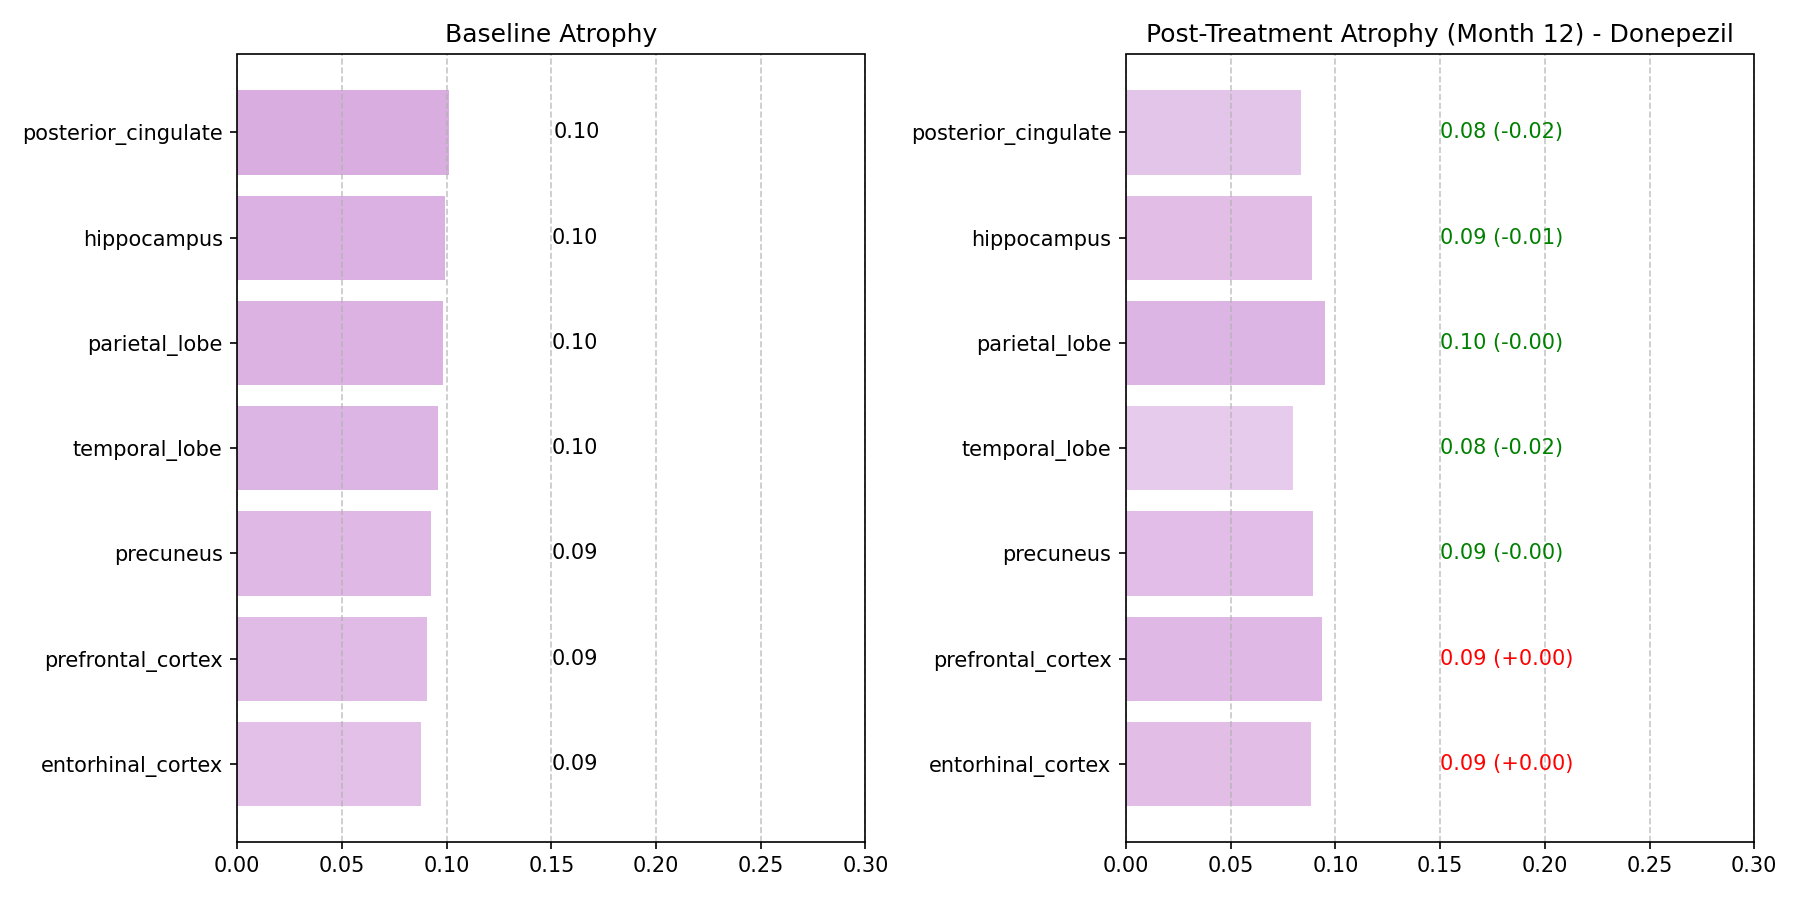 Baseline Atrophy
posterior_cingulate 0.10
hippocampus 0.10
parietal_lobe 0.10
temporal_lobe 0.10
precuneus 0.09
prefrontal_cortex 0.09
entorhinal_cortex 0.09
0.00 0.05 0.10 0.15 0.20 0.25 0.30
Post-Treatment Atrophy (Month 12) - Donepezil
posterior_cingulate 0.08 (-0.02)
hippocampus 0.09 (-0.01)
parietal_lobe 0.10 (-0.00)
temporal_lobe 0.08 (-0.02)
precuneus 0.09 (-0.00)
prefrontal_cortex 0.09 (+0.00)
entorhinal_cortex 0.09 (+0.00)
0.00 0.05 0.10 0.15 0.20 0.25 0.30